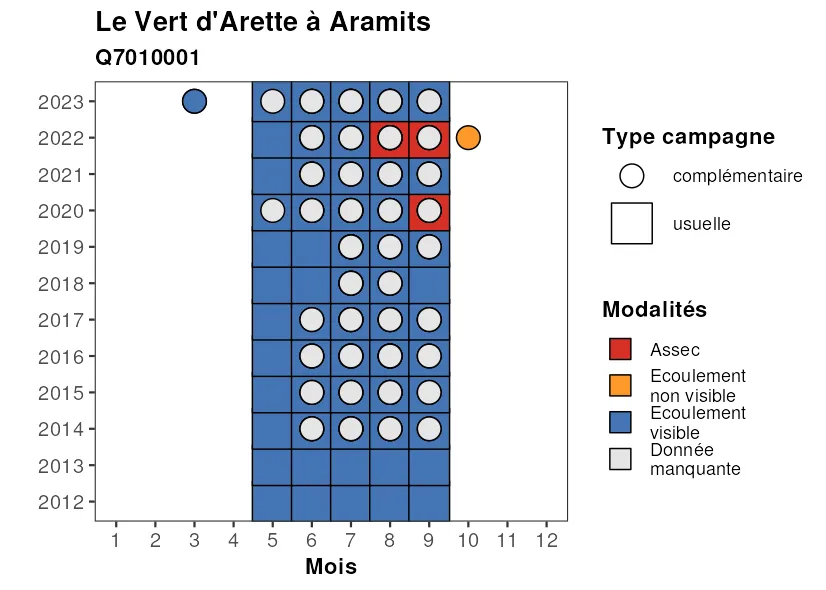 Le Vert d'Arette à Aramits
Q7010001
2023
2022
2021
2020
2019
2018
2017
2016
2015
2014
2013
2012
1 2 3 4 5 6 7 8 9 10 11 12
Mois
Type campagne
complémentaire
usuelle
Modalités
Assec
Ecoulement
non visible
Ecoulement
visible
Donnée
manquante